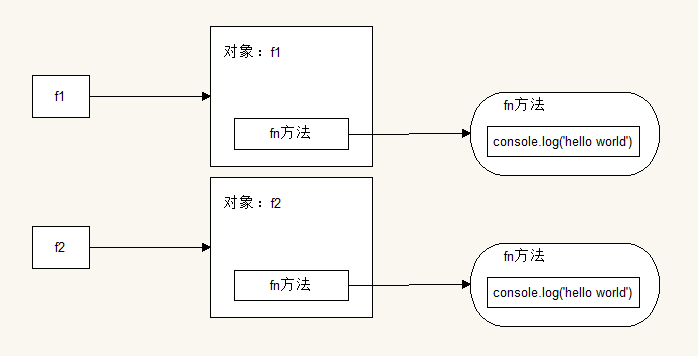 f1
对象：f1
fn方法
fn方法
console.log('hello world')
f2
对象：f2
fn方法
fn方法
console.log('hello world')